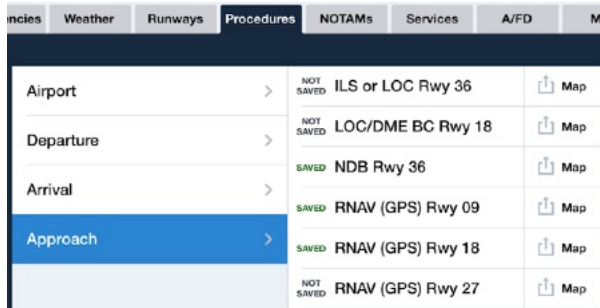 ncies Weather Runways Procedures NOTAMs Services A/FD M
Airport
Departure
Arrival
Approach
NOT SAVED ILS or LOC Rwy 36 Map
NOT SAVED LOC/DME BC Rwy 18 Map
SAVED NDB Rwy 36 Map
SAVED RNAV (GPS) Rwy 09 Map
SAVED RNAV (GPS) Rwy 18 Map
NOT SAVED RNAV (GPS) Rwy 27 Map